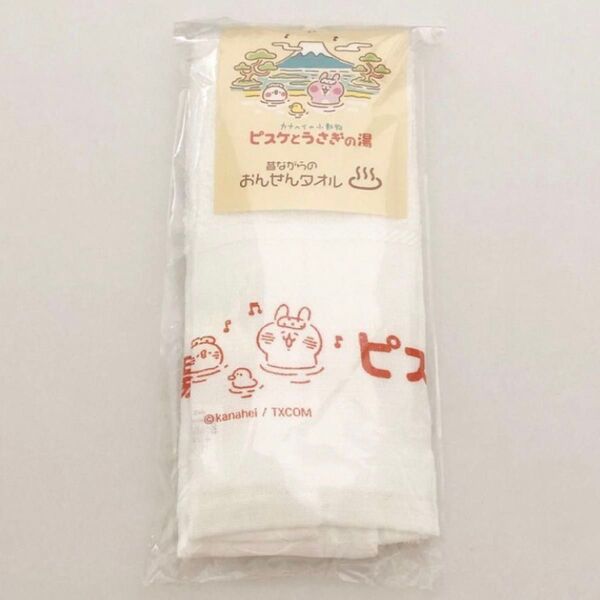 カナヘイの小動物
ピスケとうさぎの湯
昔ながらの
おんせんタオル
ピス
©kanahei / TXCOM